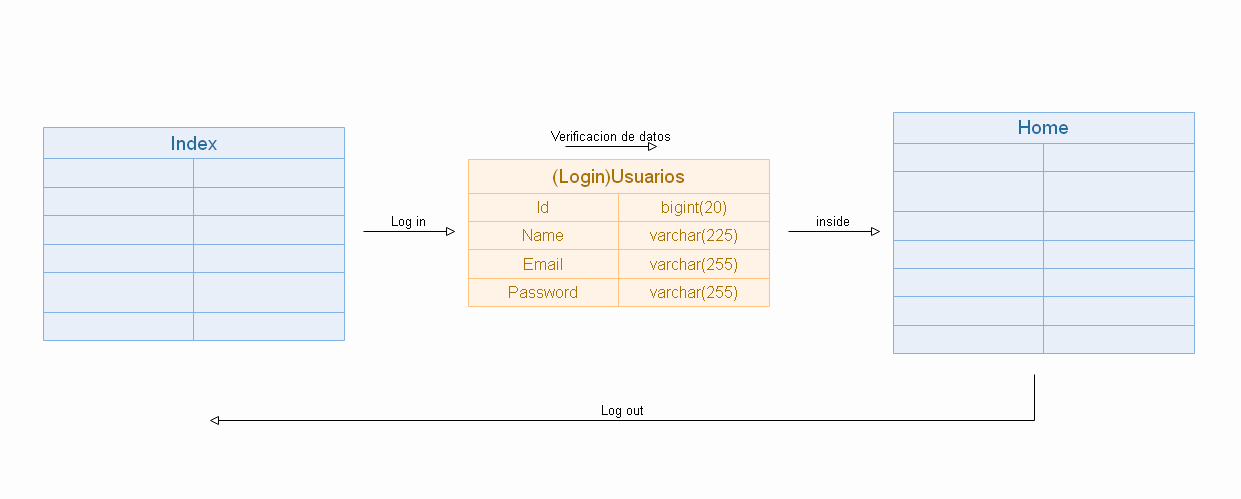 Index
Log in
Verificacion de datos
(Login)Usuarios
Id bigint(20)
Name varchar(225)
Email varchar(255)
Password varchar(255)
inside
Home
Log out